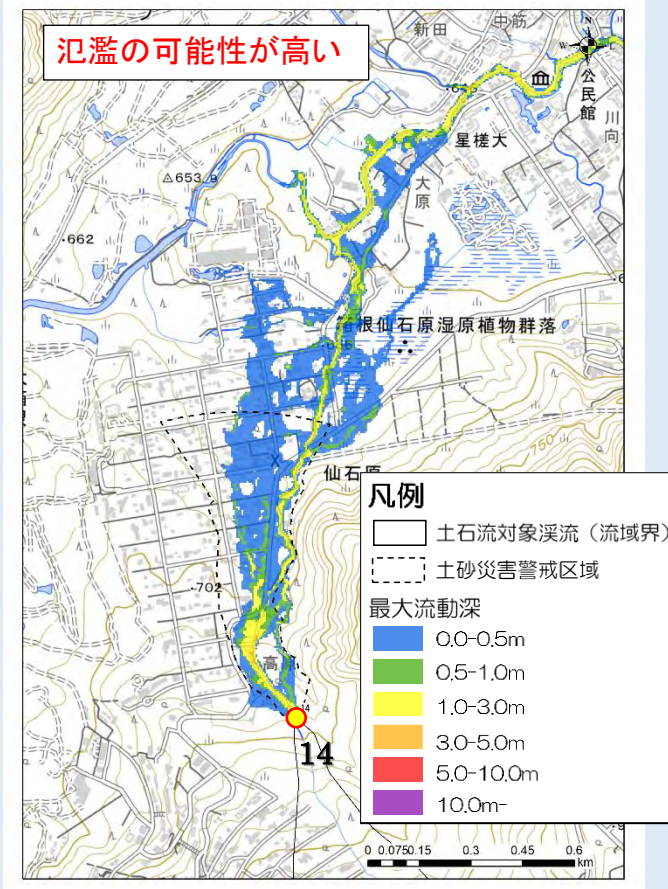 氾濫の可能性が高い
新田
中筋
N
W
公民館
川向
星槎大
大原
△653.9
・662
箱根仙石原湿原植物群落
仙石原
750
・702
高
14
14
凡例
土石流対象渓流（流域界）
土砂災害警戒区域
最大流動深
0.0-0.5m
0.5-1.0m
1.0-3.0m
3.0-5.0m
5.0-10.0m
10.0m-
0 0.075 0.15 0.3 0.45 0.6
km